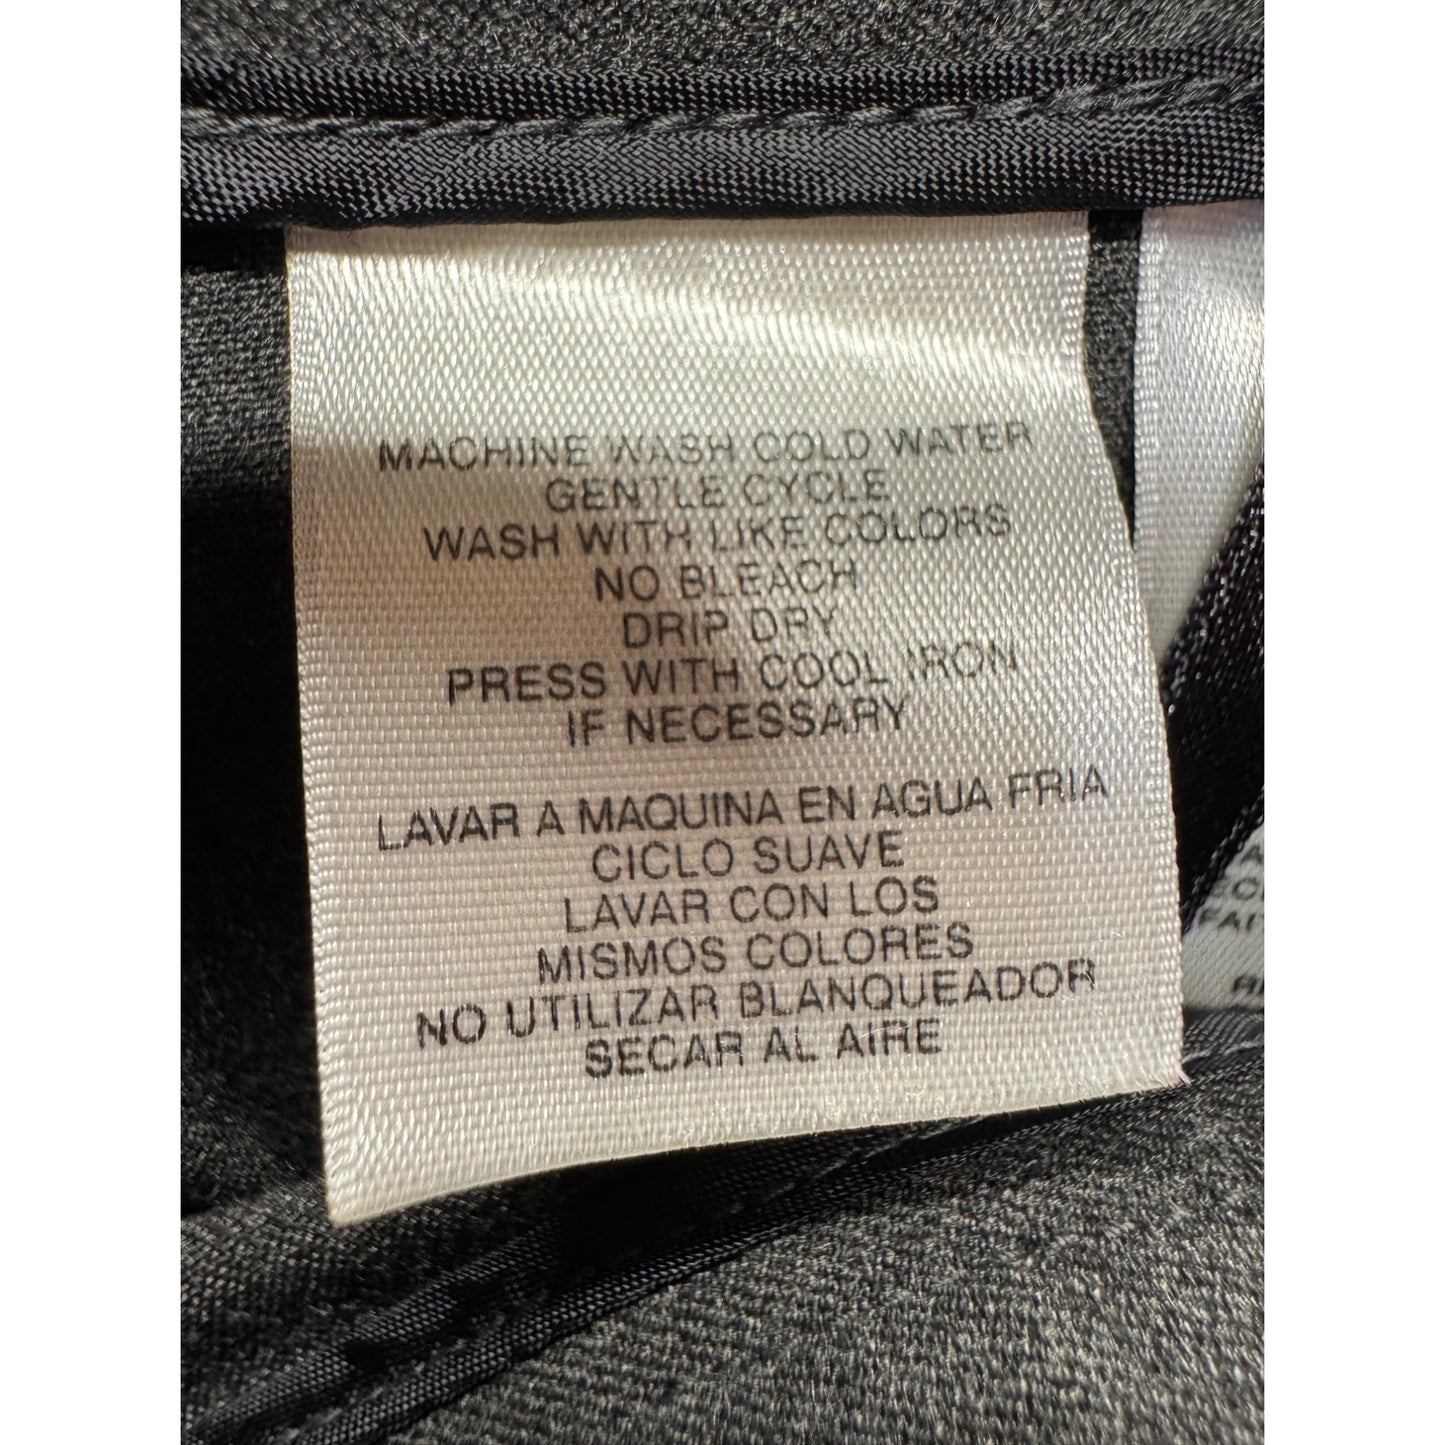 MACHINE WASH COLD WATER
GENTLE CYCLE
WASH WITH LIKE COLORS
NO BLEACH
DRIP DRY
PRESS WITH COOL IRON
IF NECESSARY
LAVAR A MAQUINA EN AGUA FRIA
CICLO SUAVE
LAVAR CON LOS
MISMOS COLORES
NO UTILIZAR BLANQUEADOR
SECAR AL AIRE